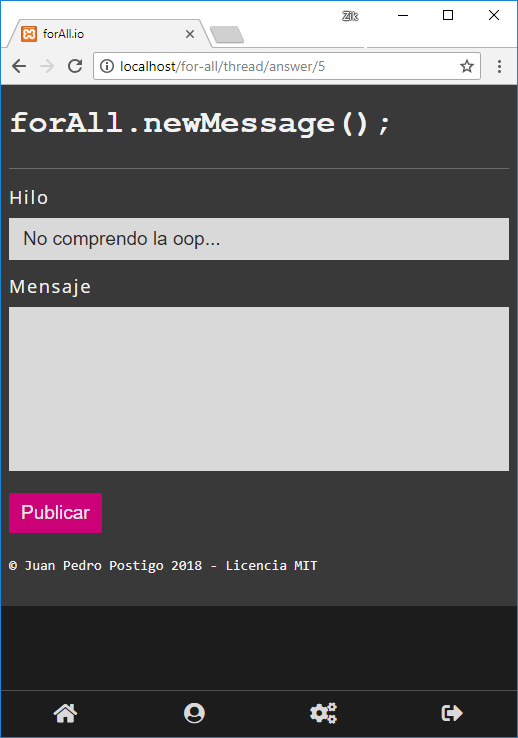 Zik
forAll.io
localhost/for-all/thread/answer/5
forAll.newMessage();
Hilo
No comprendo la oop...
Mensaje
Publicar
© Juan Pedro Postigo 2018 - Licencia MIT